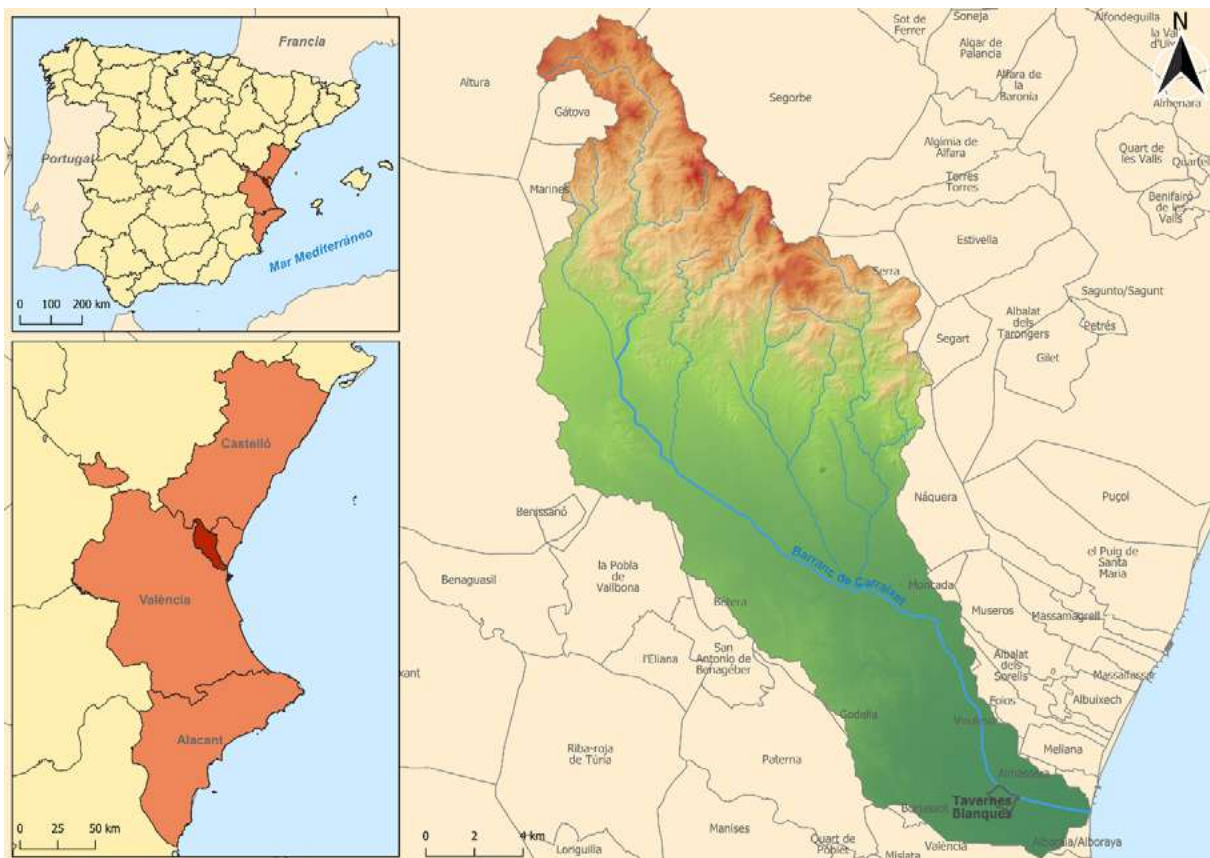 Francia
Portugal
Mar Mediterráneo
0 100 200 km
Castelló
València
Alacant
0 25 50 km
N
Sot de
Ferrer
Soneja
Alfondeguilla
la Vall
Algar de
Palancia
Altura
Segorbe
Alfara de
la Baronia
Almenara
Gátova
Algimia de
Alfara
Quart de
les Valls
Torres
Torres
Marines
Benifairó
de les
Valls
Estivella
Serra
Sagunto/Sagunt
Albalat
dels
Tarongers
Petrés
Segart
Gilet
Náquera
Puçol
Benissanó
el Puig de
Santa
Maria
la Pobla
de
Vallbona
Benaguasil
Barranc de Carraixet
Moncada
Museros
Massamagrell
Bétera
San
Antonio de
Benagéber
l'Eliana
Albalat
dels
Sorells
Massalfassar
Albuixech
Foios
Godella
Vinalesa
Riba-roja
de Túria
Paterna
Meliana
Almàssera
Tavernes
Blanques
Burjassot
0 2 4 km
Manises
Quart de
Poblet
Mislata
València
Alboraia/Alboraya
Loriguilla